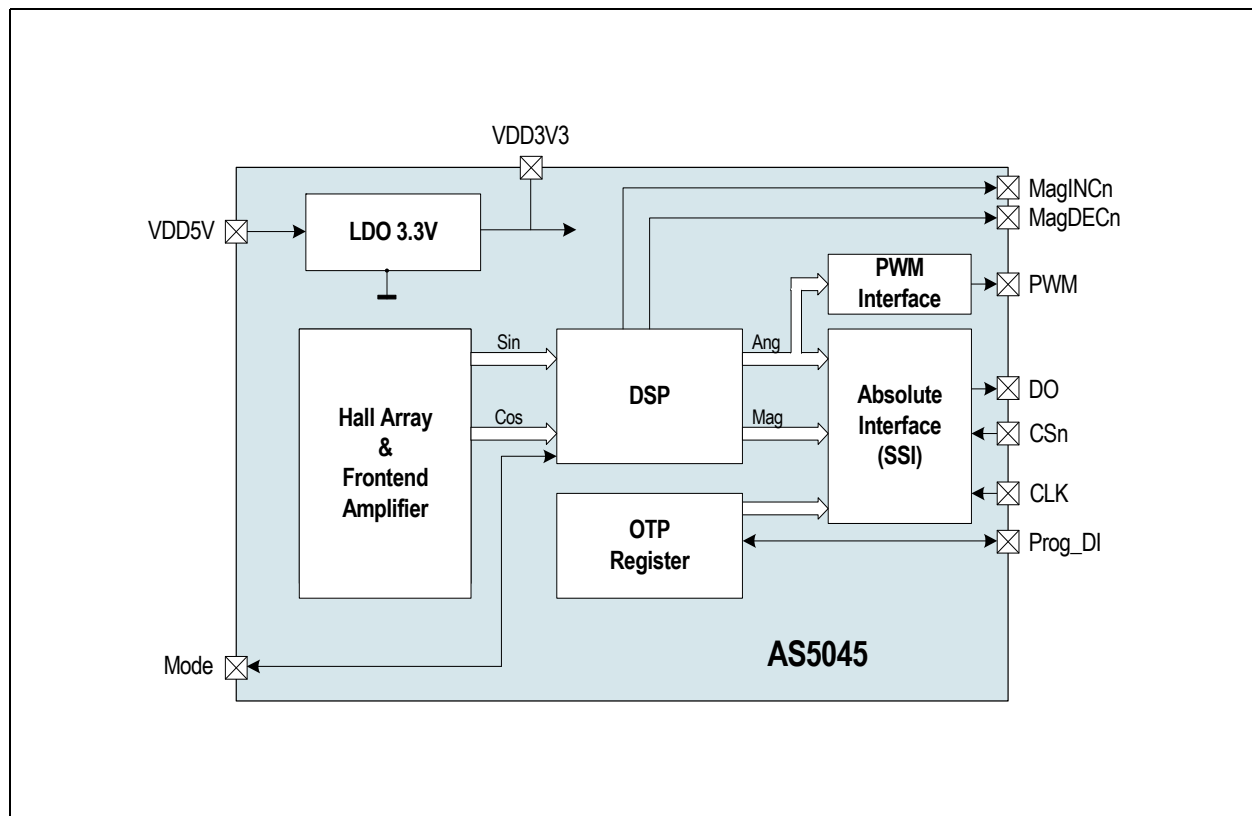 VDD3V3
MagINCn
MagDECn
VDD5V
LDO 3.3V
PWM
Interface
PWM
Sin
Ang
Hall Array
&
Frontend
Amplifier
DSP
Absolute
Interface
(SSI)
DO
Cos
Mag
CSn
CLK
OTP
Register
Prog_DI
Mode
AS5045